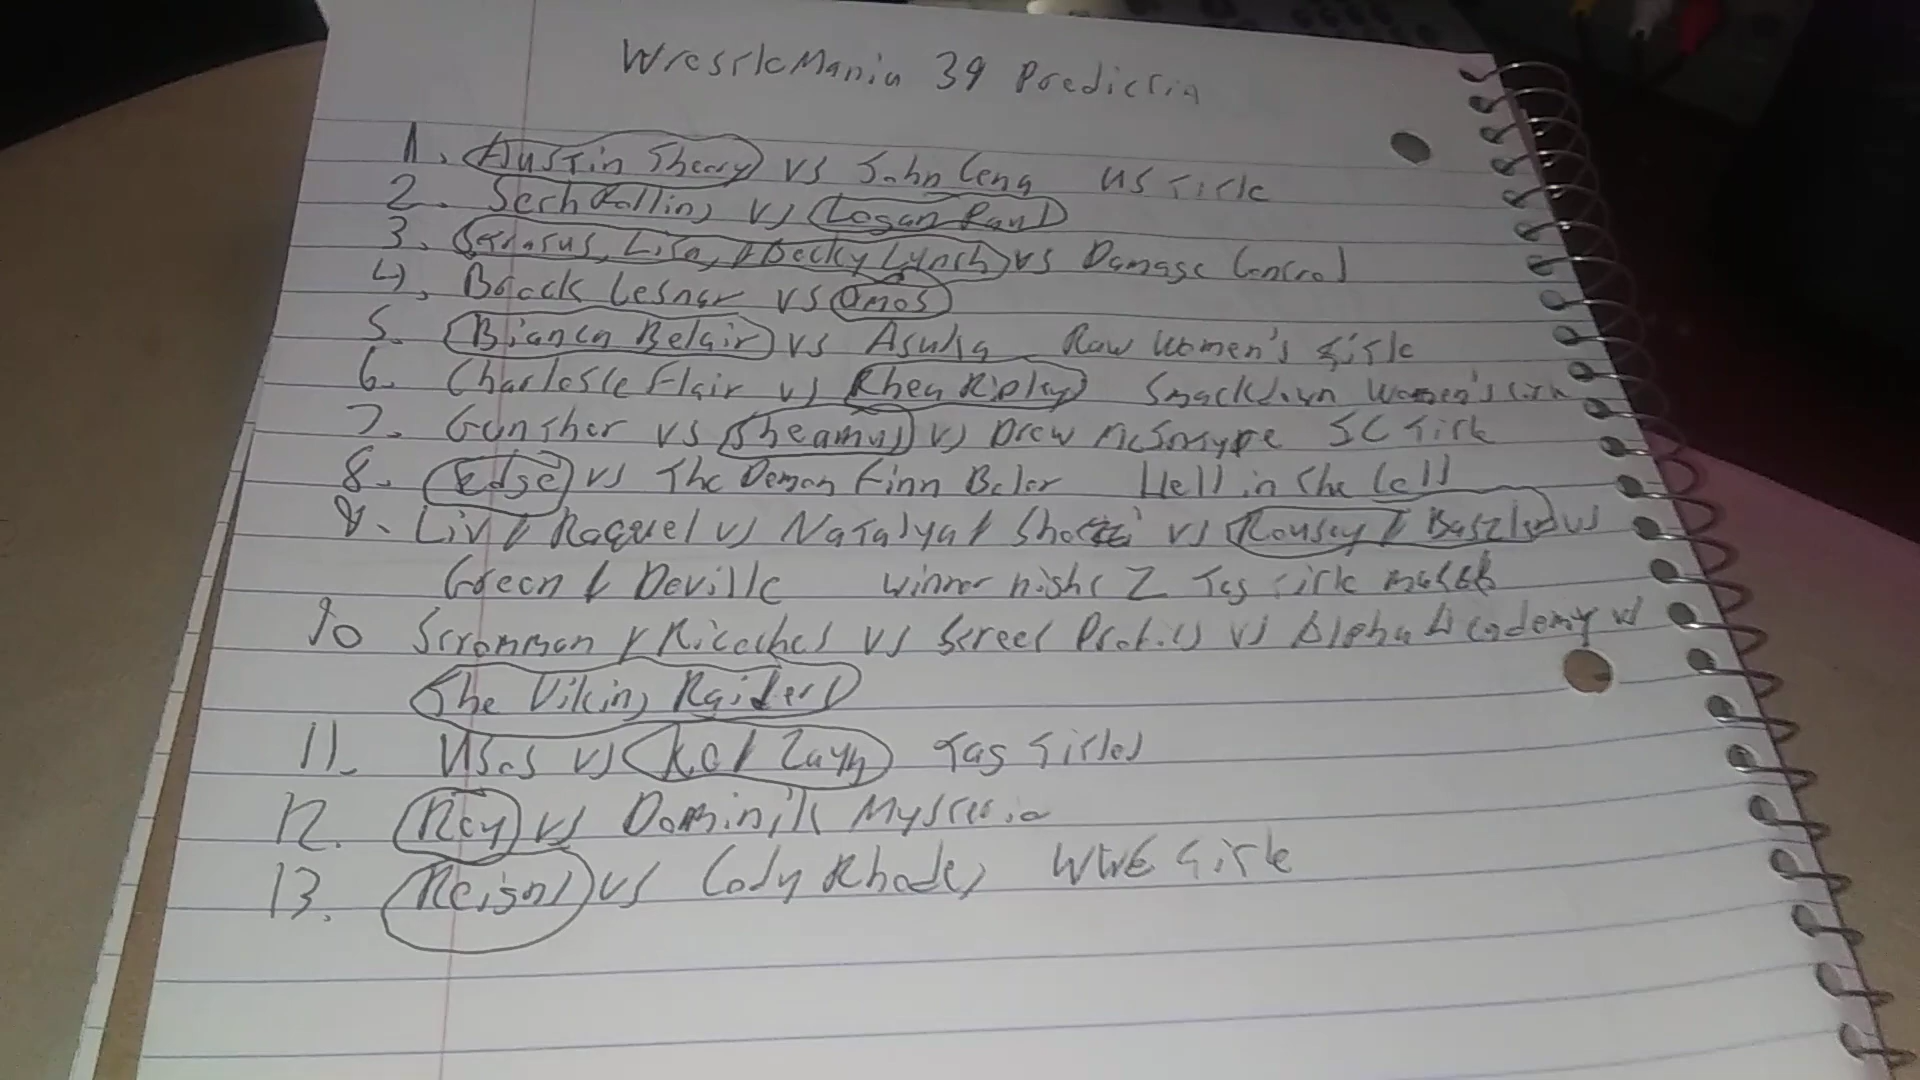 WrestleMania 39 Prediction
1. Austin Theory vs John Cena US Title
2. Seth Rollins vs Logan Paul
3. Stratus, Lita, & Becky Lynch vs Damage Control
4. Brock Lesnar vs Omos
5. Bianca Belair vs Asuka Raw Women's Title
6. Charlotte Flair vs Rhea Ripley Smackdown Women's
7. Gunther vs Sheamus vs Drew McIntyre IC Title
8. Edge vs The Demon Finn Balor Hell in The Cell
9. Liv & Raquel vs Natalya & Shotzi vs Rousey & Baszler vs
Green & Deville winner night 2 Tag title match
10 Strowman & Ricochet vs Street Profits vs Alpha Academy vs
The Viking Raiders
11. Usos vs KO & Zayn Tag Titles
12. Rey vs Dominik Mysterio
13. Reigns vs Cody Rhodes WWE Title